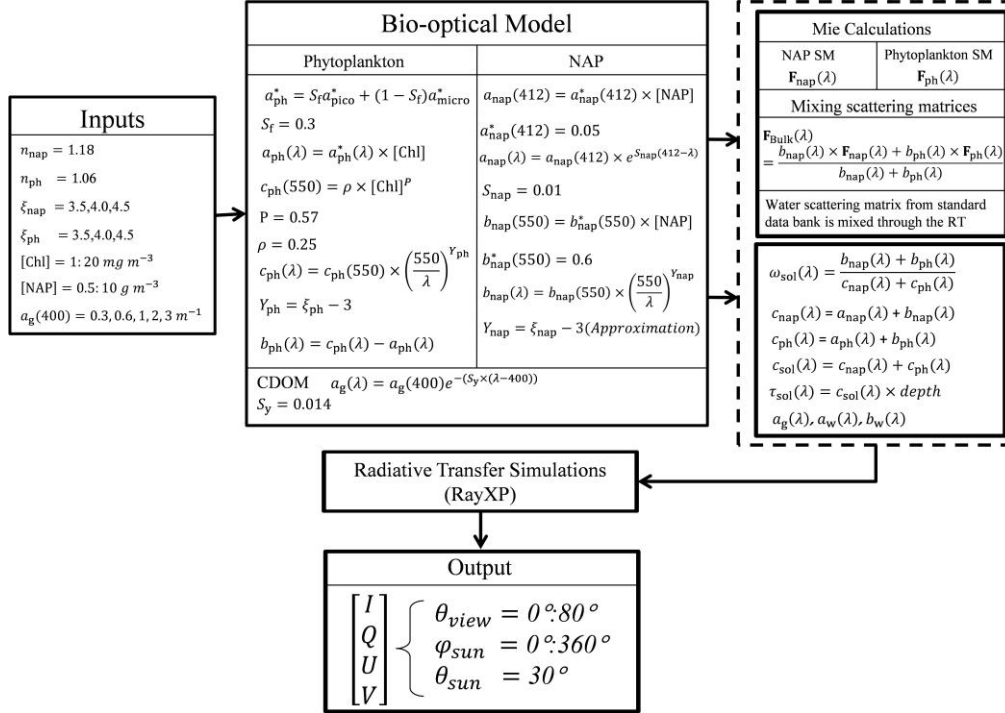 Inputs
n_nap = 1.18
n_ph = 1.06
ξ_nap = 3.5,4.0,4.5
ξ_ph = 3.5,4.0,4.5
[Chl] = 1: 20 mg m⁻³
[NAP] = 0.5: 10 g m⁻³
a_g(400) = 0.3, 0.6, 1, 2, 3 m⁻¹
Bio-optical Model
Phytoplankton
a*_ph = S_f a*_pico + (1 − S_f)a*_micro
S_f = 0.3
a_ph(λ) = a*_ph(λ) × [Chl]
c_ph(550) = ρ × [Chl]^P
P = 0.57
ρ = 0.25
c_ph(λ) = c_ph(550) × (550/λ)^Y_ph
Y_ph = ξ_ph − 3
b_ph(λ) = c_ph(λ) − a_ph(λ)
NAP
a_nap(412) = a*_nap(412) × [NAP]
a*_nap(412) = 0.05
a_nap(λ) = a_nap(412) × e^(S_nap(412−λ))
S_nap = 0.01
b_nap(550) = b*_nap(550) × [NAP]
b*_nap(550) = 0.6
b_nap(λ) = b_nap(550) × (550/λ)^Y_nap
Y_nap = ξ_nap − 3(Approximation)
CDOM a_g(λ) = a_g(400)e^(−(S_y×(λ−400)))
S_y = 0.014
Mie Calculations
NAP SM
F_nap(λ)
Phytoplankton SM
F_ph(λ)
Mixing scattering matrices
F_Bulk(λ)
= (b_nap(λ) × F_nap(λ) + b_ph(λ) × F_ph(λ)) / (b_nap(λ) + b_ph(λ))
Water scattering matrix from standard
data bank is mixed through the RT
ω_sol(λ) = (b_nap(λ) + b_ph(λ)) / (c_nap(λ) + c_ph(λ))
c_nap(λ) = a_nap(λ) + b_nap(λ)
c_ph(λ) = a_ph(λ) + b_ph(λ)
c_sol(λ) = c_nap(λ) + c_ph(λ)
τ_sol(λ) = c_sol(λ) × depth
a_g(λ), a_w(λ), b_w(λ)
Radiative Transfer Simulations
(RayXP)
Output
I
Q
U
V
θ_view = 0°:80°
φ_sun = 0°:360°
θ_sun = 30°